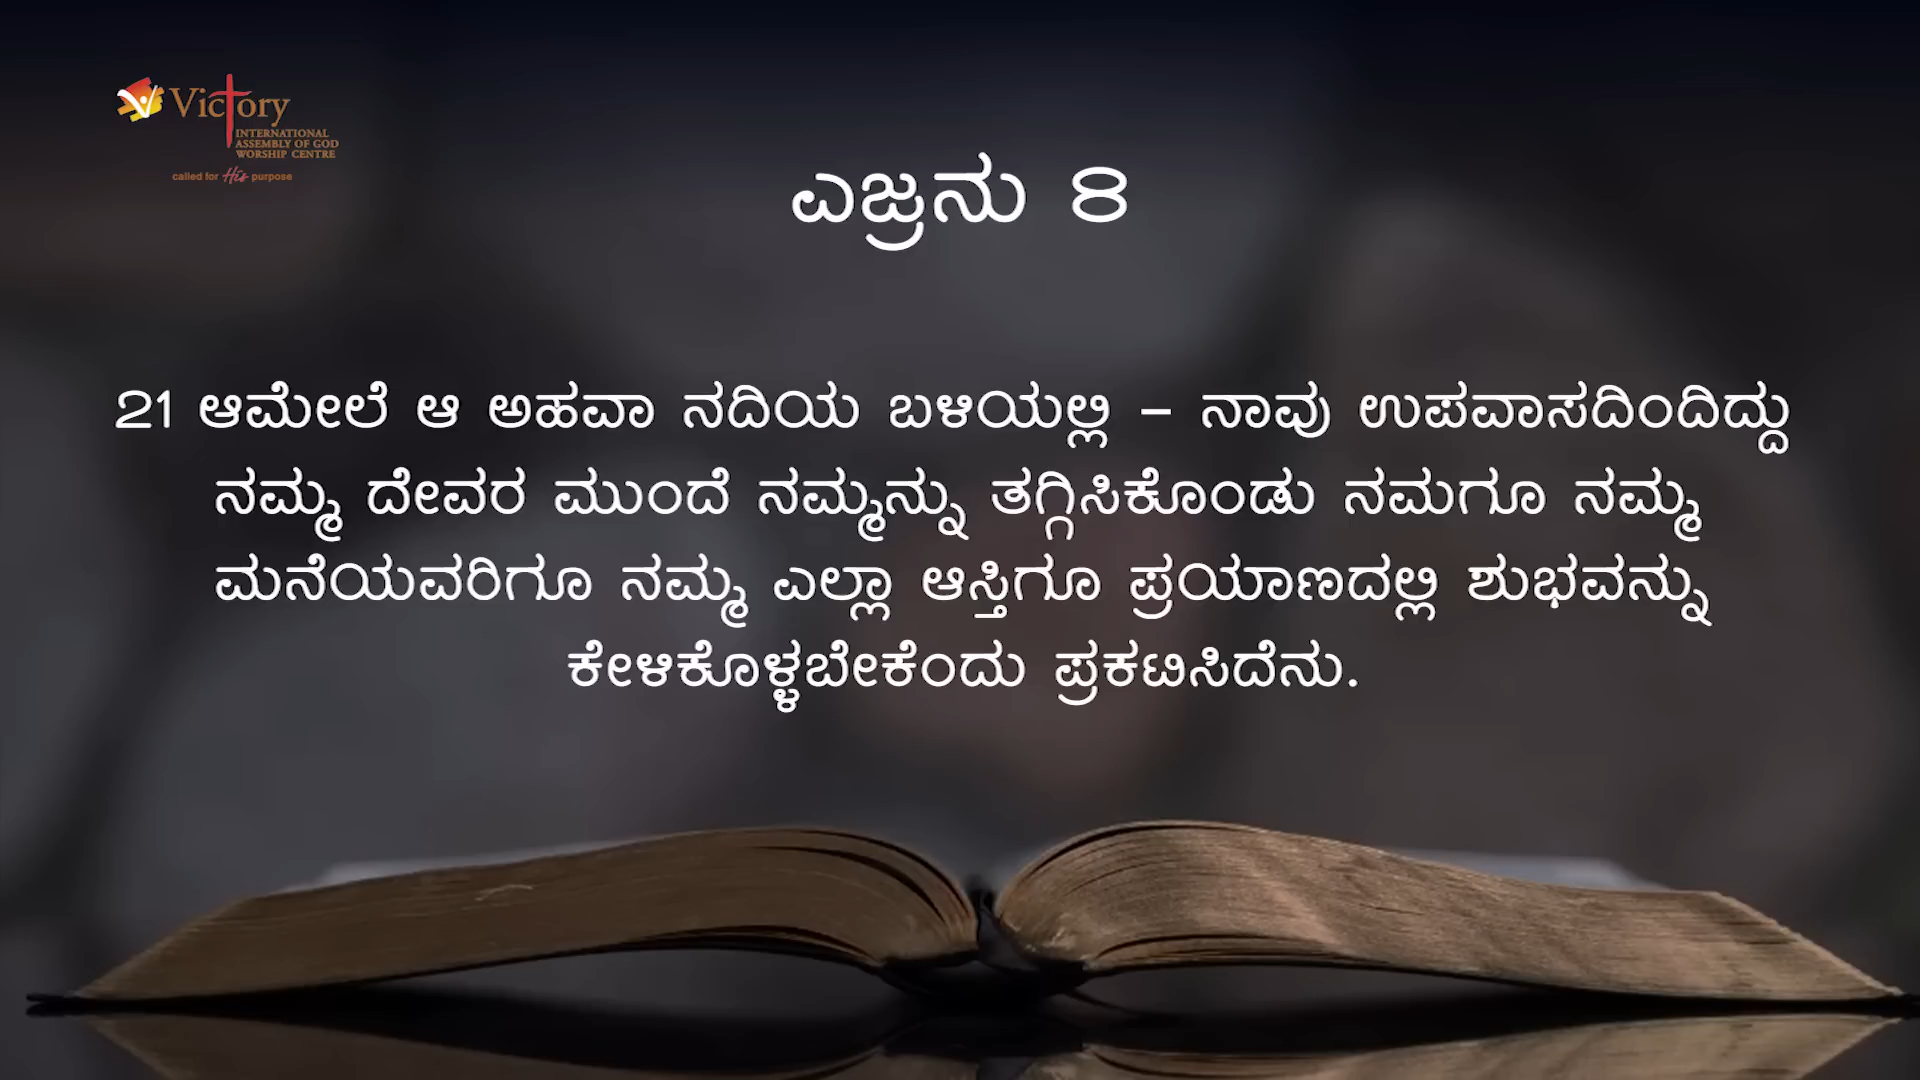 Victory
INTERNATIONAL
ASSEMBLY OF GOD
WORSHIP CENTRE
called for His purpose
ಎಜ್ರನು 8
21 ಆಮೇಲೆ ಆ ಅಹವಾ ನದಿಯ ಬಳಿಯಲ್ಲಿ – ನಾವು ಉಪವಾಸದಿಂದಿದ್ದು
ನಮ್ಮ ದೇವರ ಮುಂದೆ ನಮ್ಮನ್ನು ತಗ್ಗಿಸಿಕೊಂಡು ನಮಗೂ ನಮ್ಮ
ಮನೆಯವರಿಗೂ ನಮ್ಮ ಎಲ್ಲಾ ಆಸ್ತಿಗೂ ಪ್ರಯಾಣದಲ್ಲಿ ಶುಭವನ್ನು
ಕೇಳಿಕೊಳ್ಳಬೇಕೆಂದು ಪ್ರಕಟಿಸಿದೆನು.